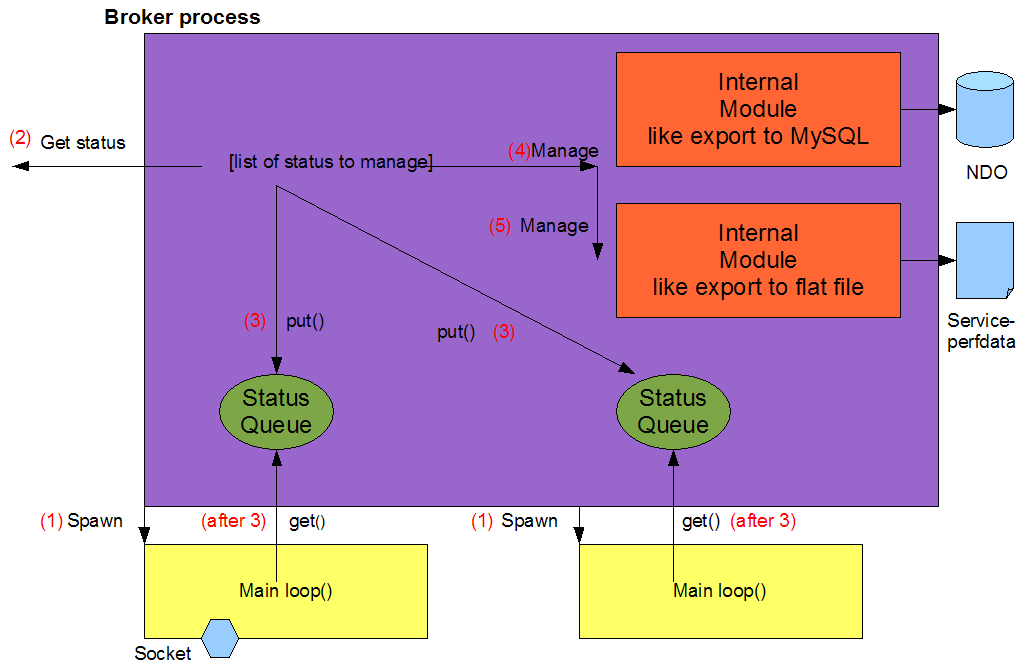 Broker process
Internal
Module
like export to MySQL
(2) Get status
[list of status to manage]
(4)Manage
NDO
(5) Manage
Internal
Module
like export to flat file
(3) put()
put() (3)
Service-
perfdata
Status
Queue
Status
Queue
(1) Spawn
(after 3) get()
(1) Spawn
get() (after 3)
Main loop()
Main loop()
Socket